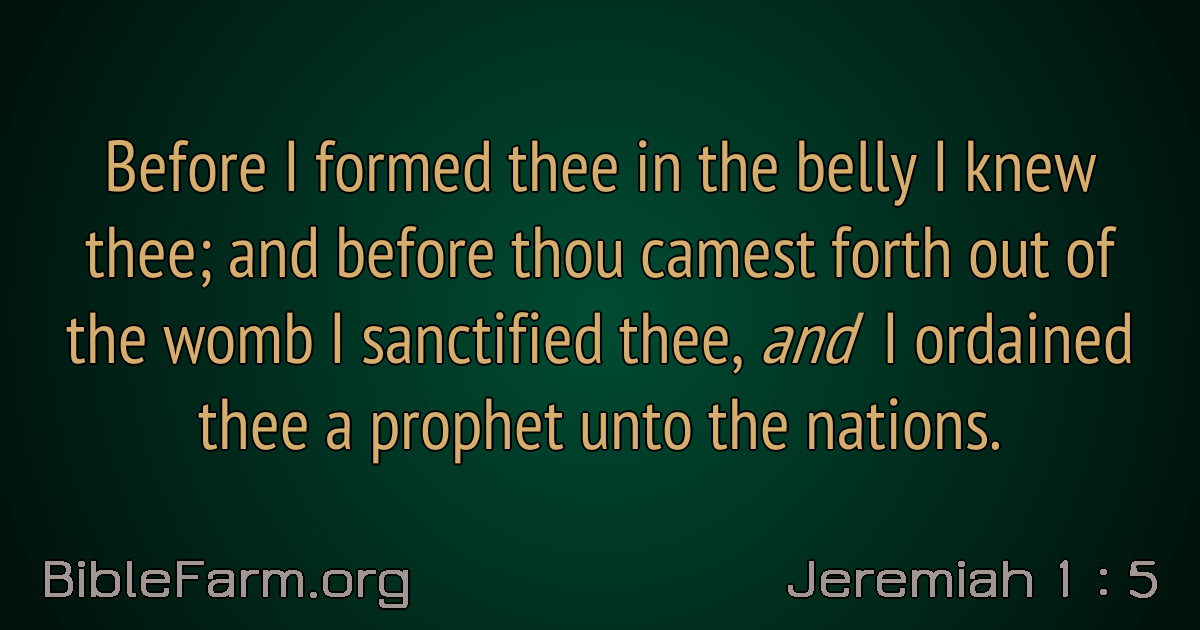 Before I formed thee in the belly I knew
thee; and before thou camest forth out of
the womb I sanctified thee, and I ordained
thee a prophet unto the nations.
BibleFarm.org
Jeremiah 1 : 5